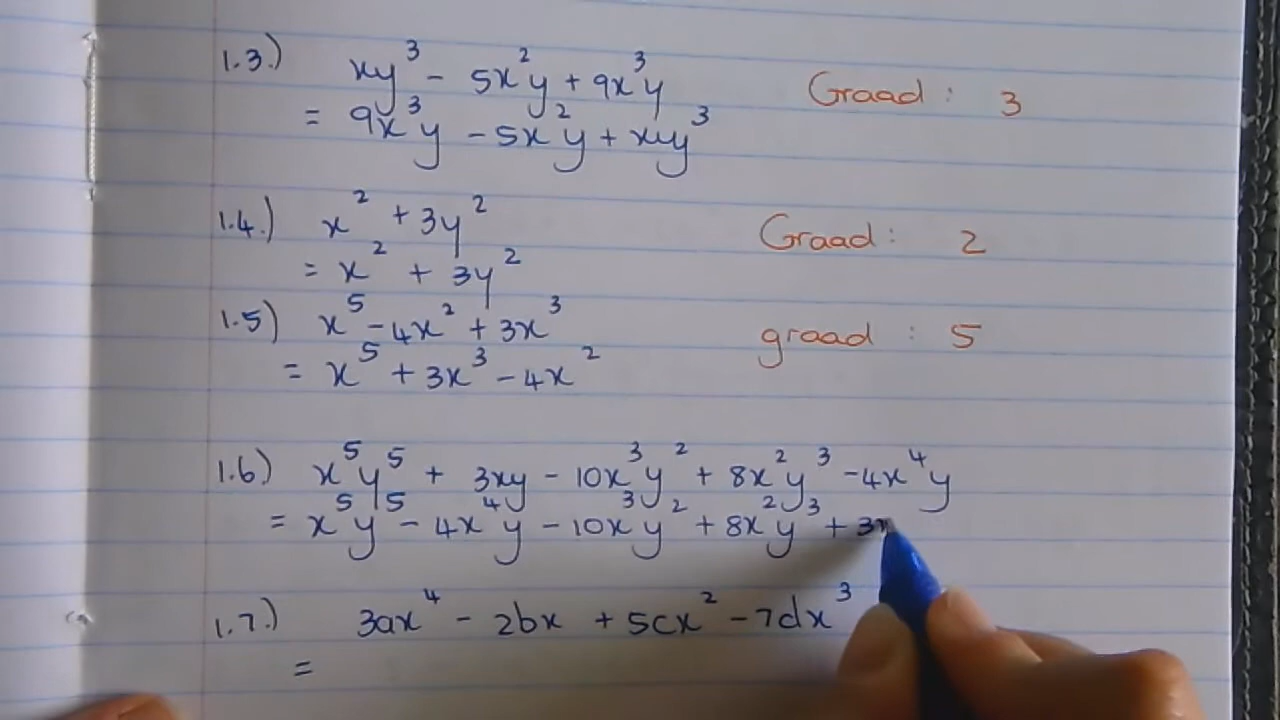 1.3.) xy³ - 5x²y + 9x³y Graad : 3
= 9x³y - 5x²y + xy³
1.4.) x² + 3y² Graad : 2
= x² + 3y²
1.5) x⁵ - 4x² + 3x³ graad : 5
= x⁵ + 3x³ - 4x²
1.6) x⁵y⁵ + 3xy - 10x³y² + 8x²y³ - 4x⁴y
= x⁵y⁵ - 4x⁴y - 10x³y² + 8x²y³ + 3x
1.7.) 3ax⁴ - 2bx + 5cx² - 7dx³
=